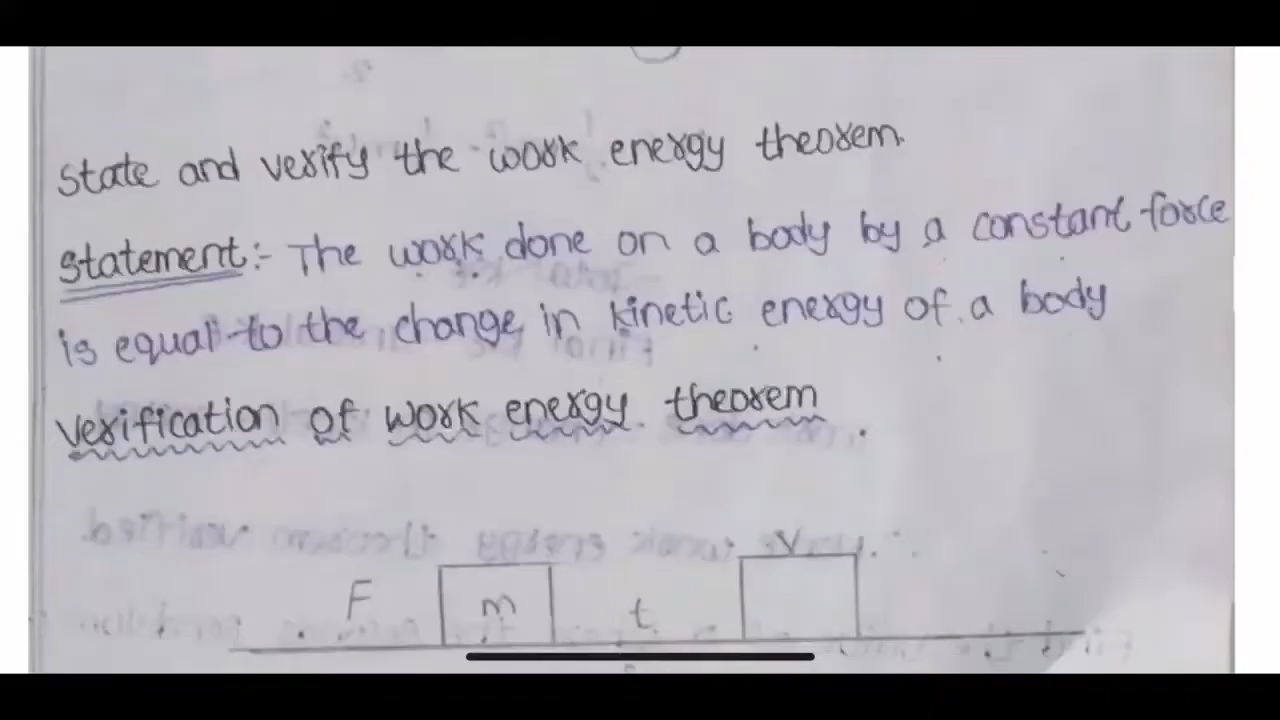 State and verify the work energy theorem.
Statement:- The work done on a body by a constant force
is equal to the change in kinetic energy of a body
verification of work energy theorem.
V
F m t